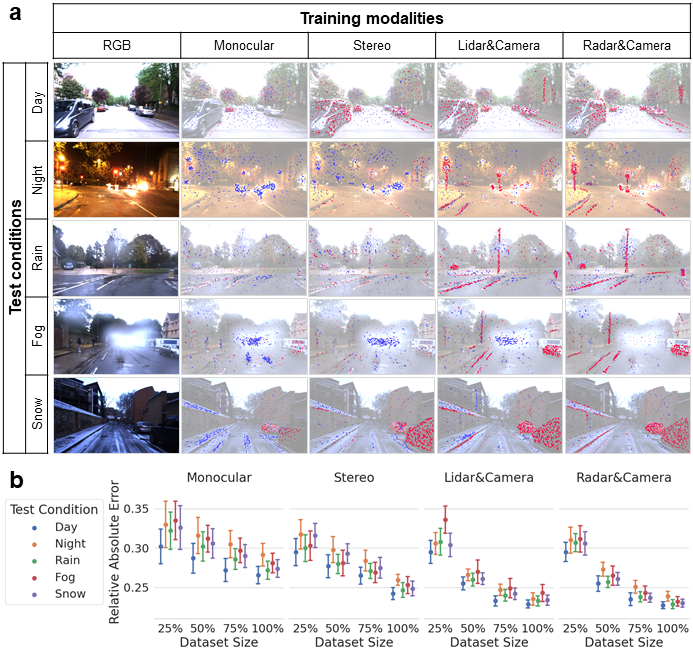 a
Training modalities
RGB Monocular Stereo Lidar&Camera Radar&Camera
Test conditions
Day
Night
Rain
Fog
Snow
b
Monocular Stereo Lidar&Camera Radar&Camera
Test Condition
Day
Night
Rain
Fog
Snow
Relative Absolute Error
0.35
0.30
0.25
25% 50% 75% 100% 25% 50% 75% 100% 25% 50% 75% 100% 25% 50% 75% 100%
Dataset Size Dataset Size Dataset Size Dataset Size